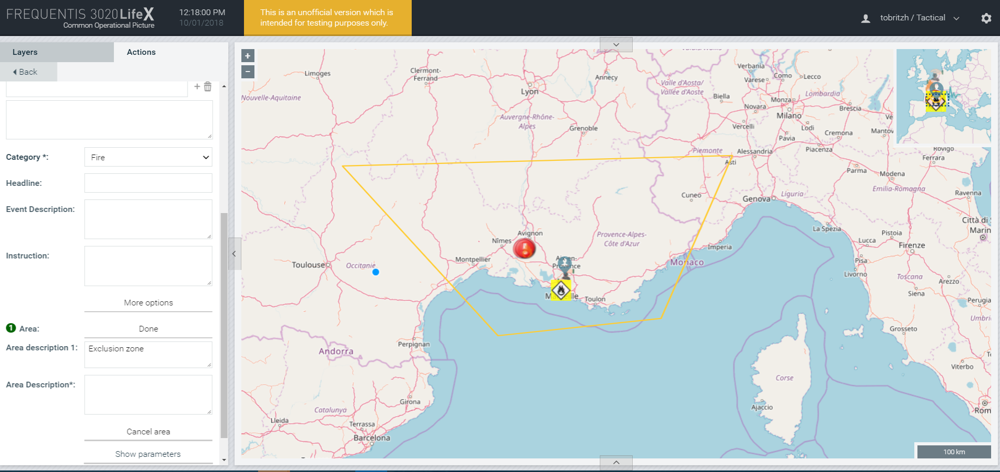 FREQUENTIS 3020 LifeX
Common Operational Picture
12:18:00 PM
10/01/2018
This is an unofficial version which is
intended for testing purposes only.
tobritzh / Tactical
Layers
Actions
Back
Category *:
Fire
Headline:
Event Description:
Instruction:
More options
1 Area:
Done
Area description 1:
Exclusion zone
Area Description*:
Cancel area
Show parameters
+
−
Limoges
Clermont-
Ferrand
Lyon
Annecy
Nouvelle-Aquitaine
Auvergne-Rhône-
Alpes
Grenoble
Valle d'Aosta/
Vallée d'Aoste
Verbania
Varese
Como
Lecco
Biella
Monza
Lombardia
Novara
Milano
Brescia
Vercelli
Lodi
Cremona
Pavia
Piemonte
Alessandria
Piacenza
Asti
Rovigo
Ferrara
Parma
Modena
Emilia-Romagna
Ravenna
Cuneo
Genova
Liguria
Avignon
Nîmes
Provence-Alpes-
Côte d'Azur
Aix-en-
Provence
Montpellier
Toulouse
Occitanie
Imperia
Monaco
La Spezia
Pistoia
Lucca
Firenze
Città di
Marin
Pisa
Livorno
Toscana
Arezzo
Siena
Perugia
Umbri
Toulon
Grosseto
Viterbo
Perpignan
Andorra
Corse
Ajaccio
Girona
Catalunya
Lleida
Terrassa
Barcelona
Rom
100 km